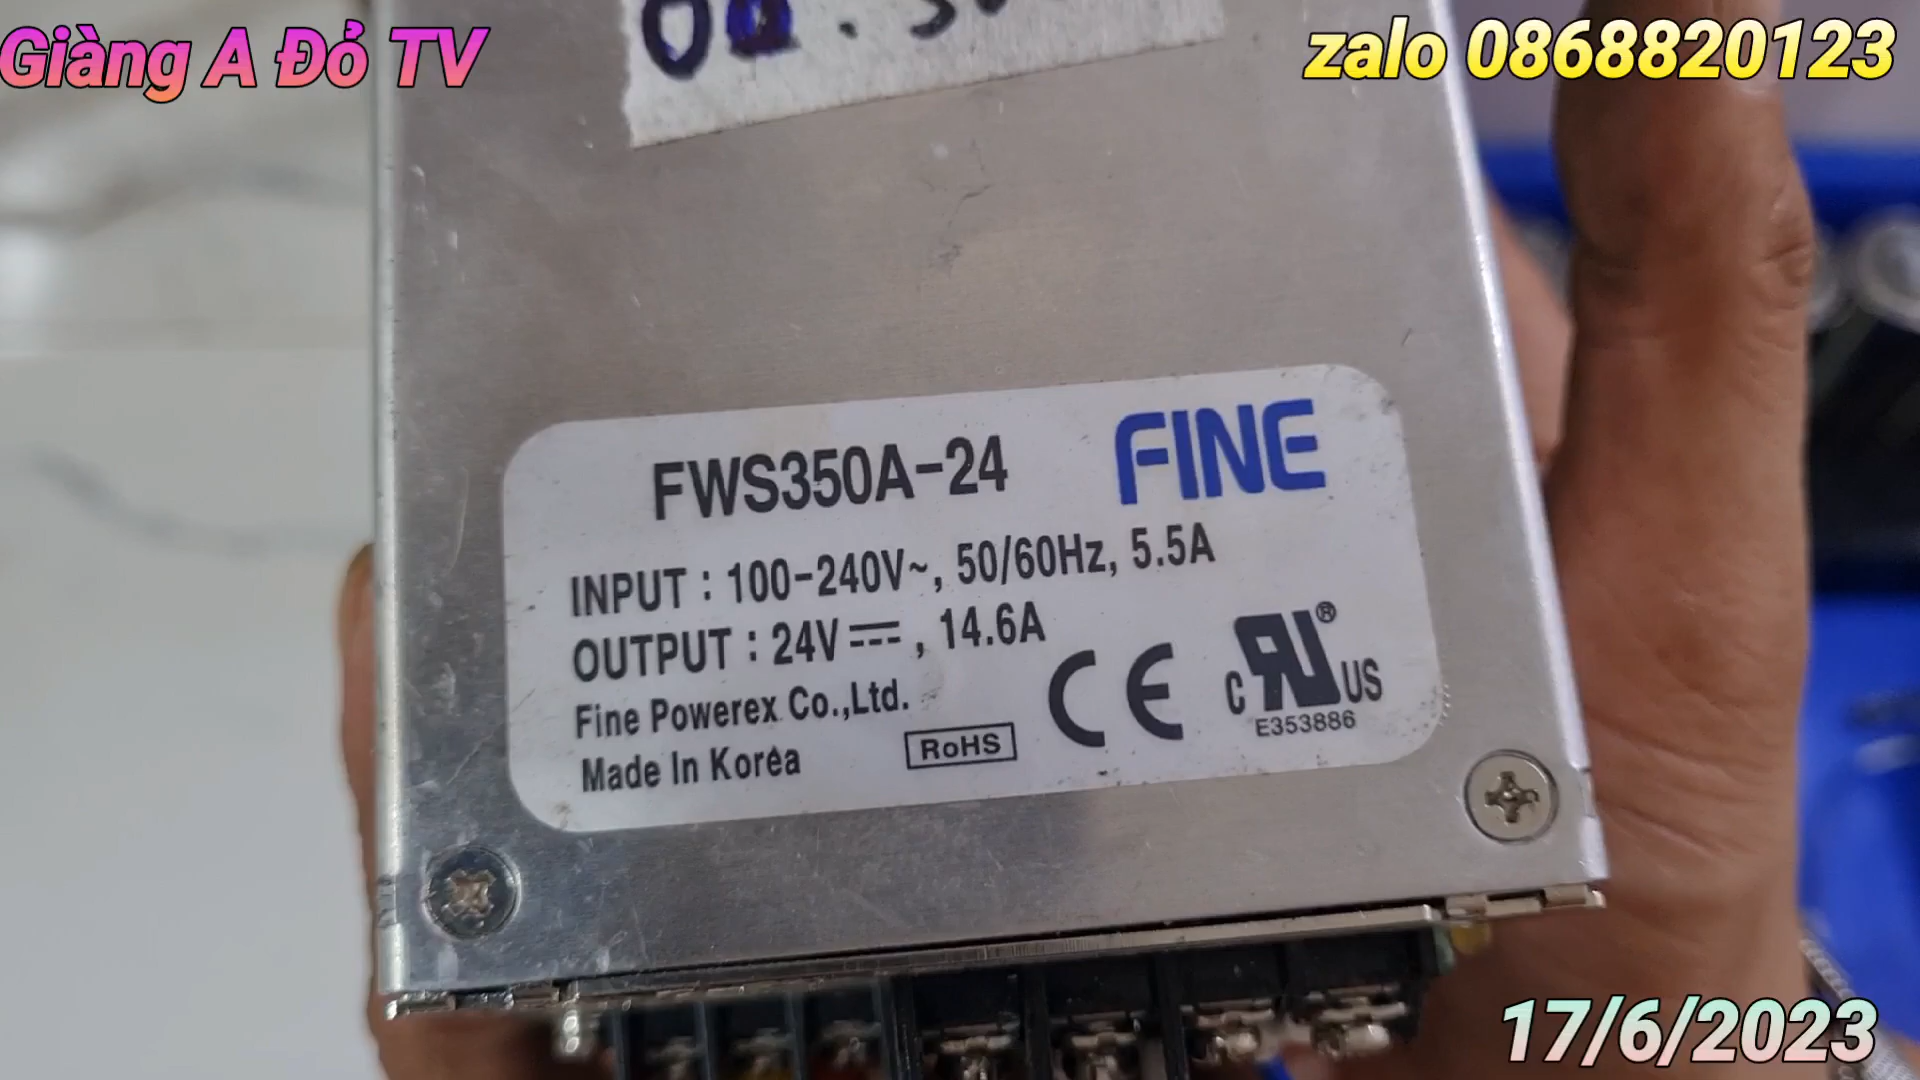 Giàng A Đỏ TV
zalo 0868820123
FWS350A-24
FINE
INPUT : 100-240V~, 50/60Hz, 5.5A
OUTPUT : 24V⎓, 14.6A
Fine Powerex Co.,Ltd.
Made In Korea
RoHS
CE
C RU® US
E353886
17/6/2023